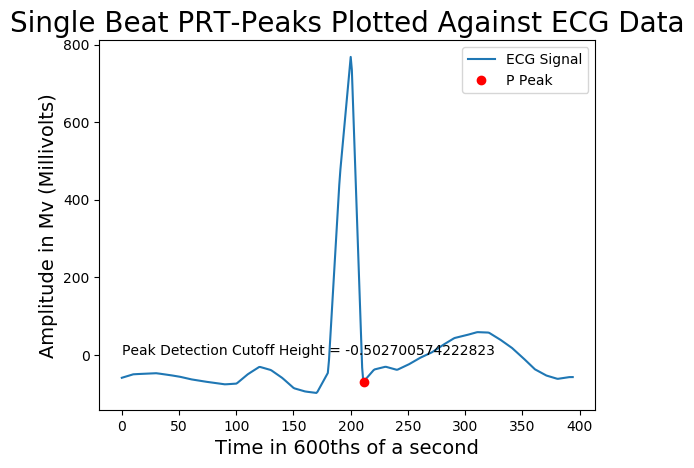 Single Beat PRT-Peaks Plotted Against ECG Data
800
600
400
200
0
Amplitude in Mv (Millivolts)
ECG Signal
P Peak
Peak Detection Cutoff Height = -0.502700574222823
0 50 100 150 200 250 300 350 400
Time in 600ths of a second